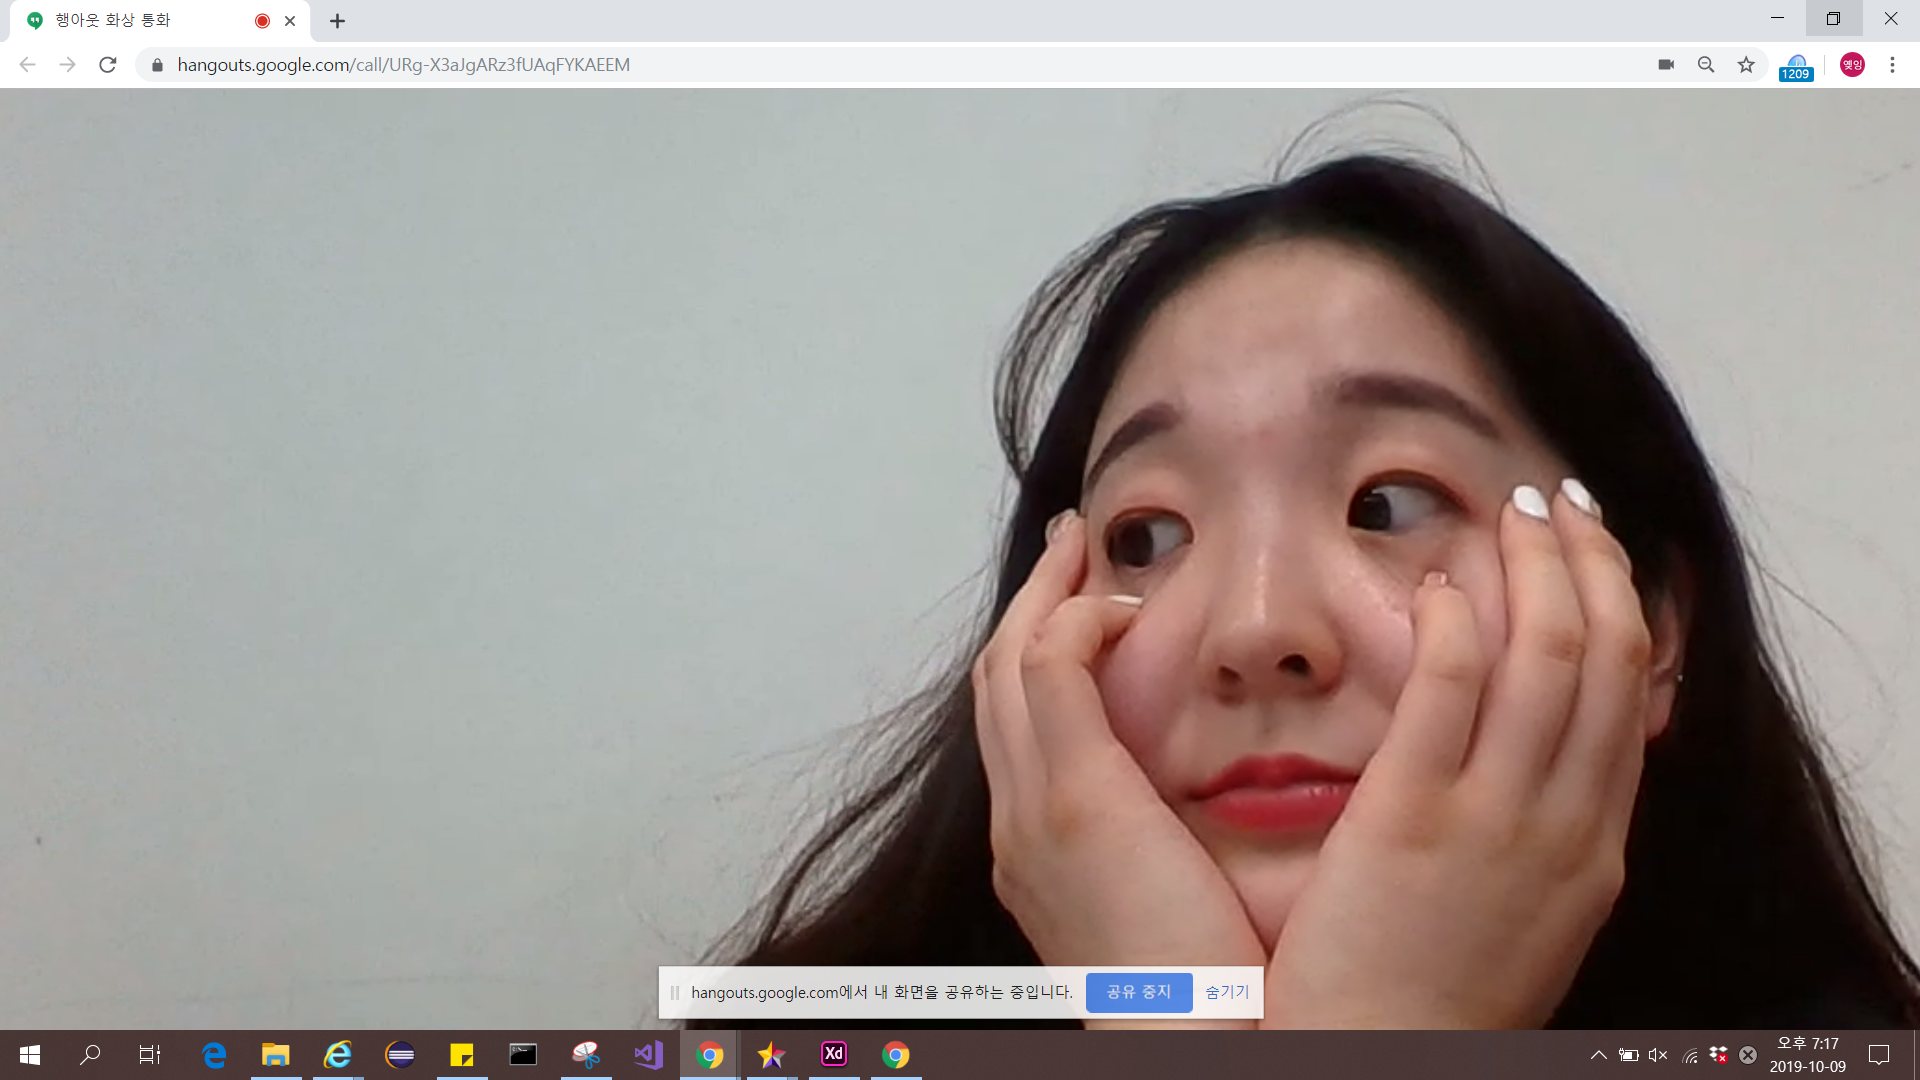 행아웃 화상 통화
hangouts.google.com/call/URg-X3aJgARz3fUAqFYKAEEM
1209
옛잉
hangouts.google.com에서 내 화면을 공유하는 중입니다. 공유 중지 숨기기
Xd
오후 7:17
2019-10-09